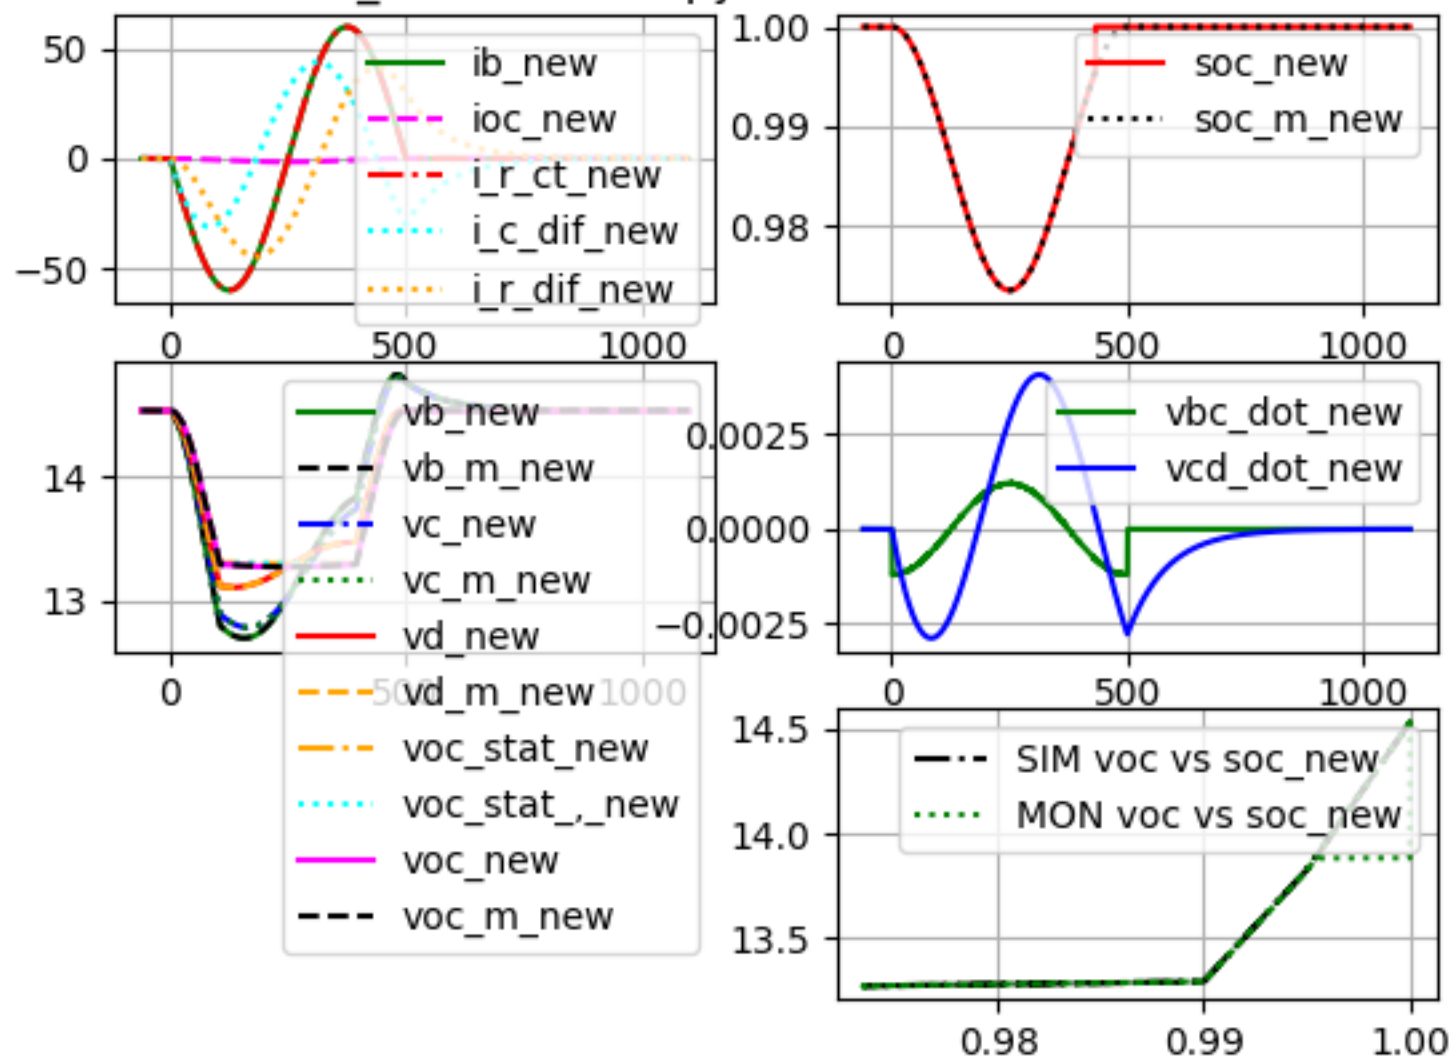 50
0
−50
ib_new
ioc_new
i_r_ct_new
i_c_dif_new
i_r_dif_new
0
500
1000
1.00
0.99
0.98
soc_new
soc_m_new
0
500
1000
14
13
vb_new
vb_m_new
vc_new
vc_m_new
vd_new
vd_m_new
voc_stat_new
voc_stat_,_new
voc_new
voc_m_new
0
500
1000
0.0025
0.0000
−0.0025
vbc_dot_new
vcd_dot_new
0
500
1000
14.5
14.0
13.5
SIM voc vs soc_new
MON voc vs soc_new
0.98
0.99
1.00